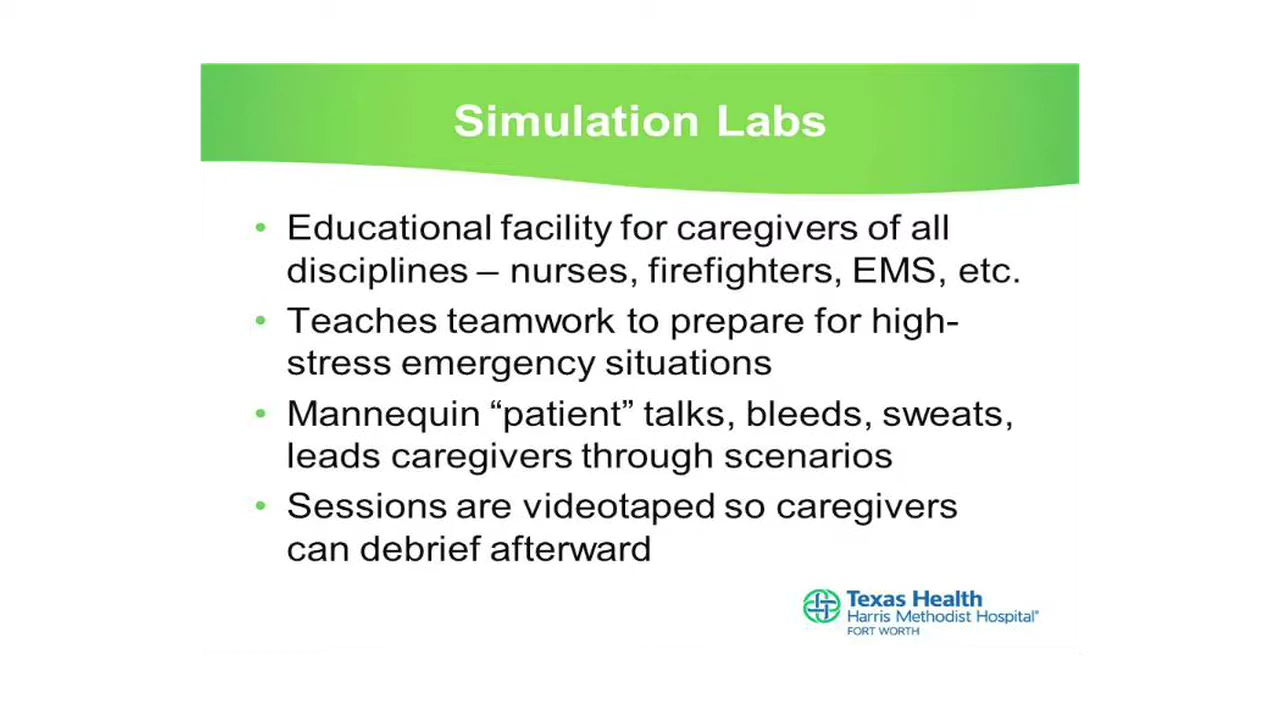 Simulation Labs
• Educational facility for caregivers of all
disciplines – nurses, firefighters, EMS, etc.
• Teaches teamwork to prepare for high-
stress emergency situations
• Mannequin “patient” talks, bleeds, sweats,
leads caregivers through scenarios
• Sessions are videotaped so caregivers
can debrief afterward
Texas Health
Harris Methodist Hospital®
FORT WORTH